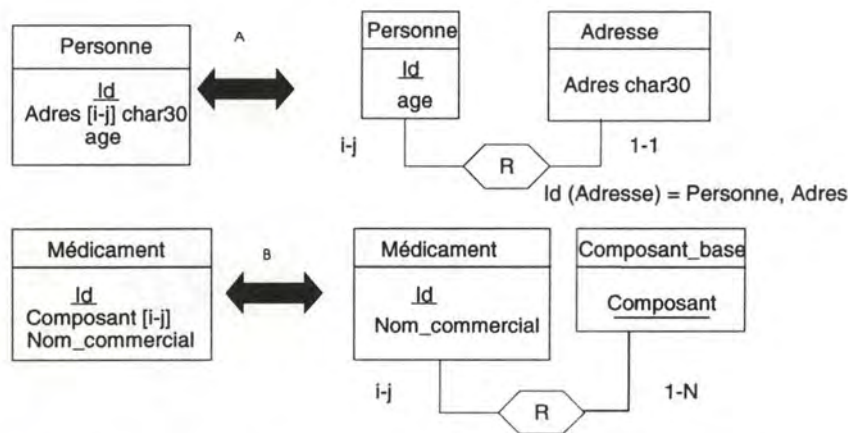 Personne
Id
Adres [i-j] char30
age
A
Personne
Id
age
Adresse
Adres char30
i-j
R
1-1
Id (Adresse) = Personne, Adres
Médicament
Id
Composant [i-j]
Nom_commercial
B
Médicament
Id
Nom_commercial
Composant_base
Composant
i-j
R
1-N